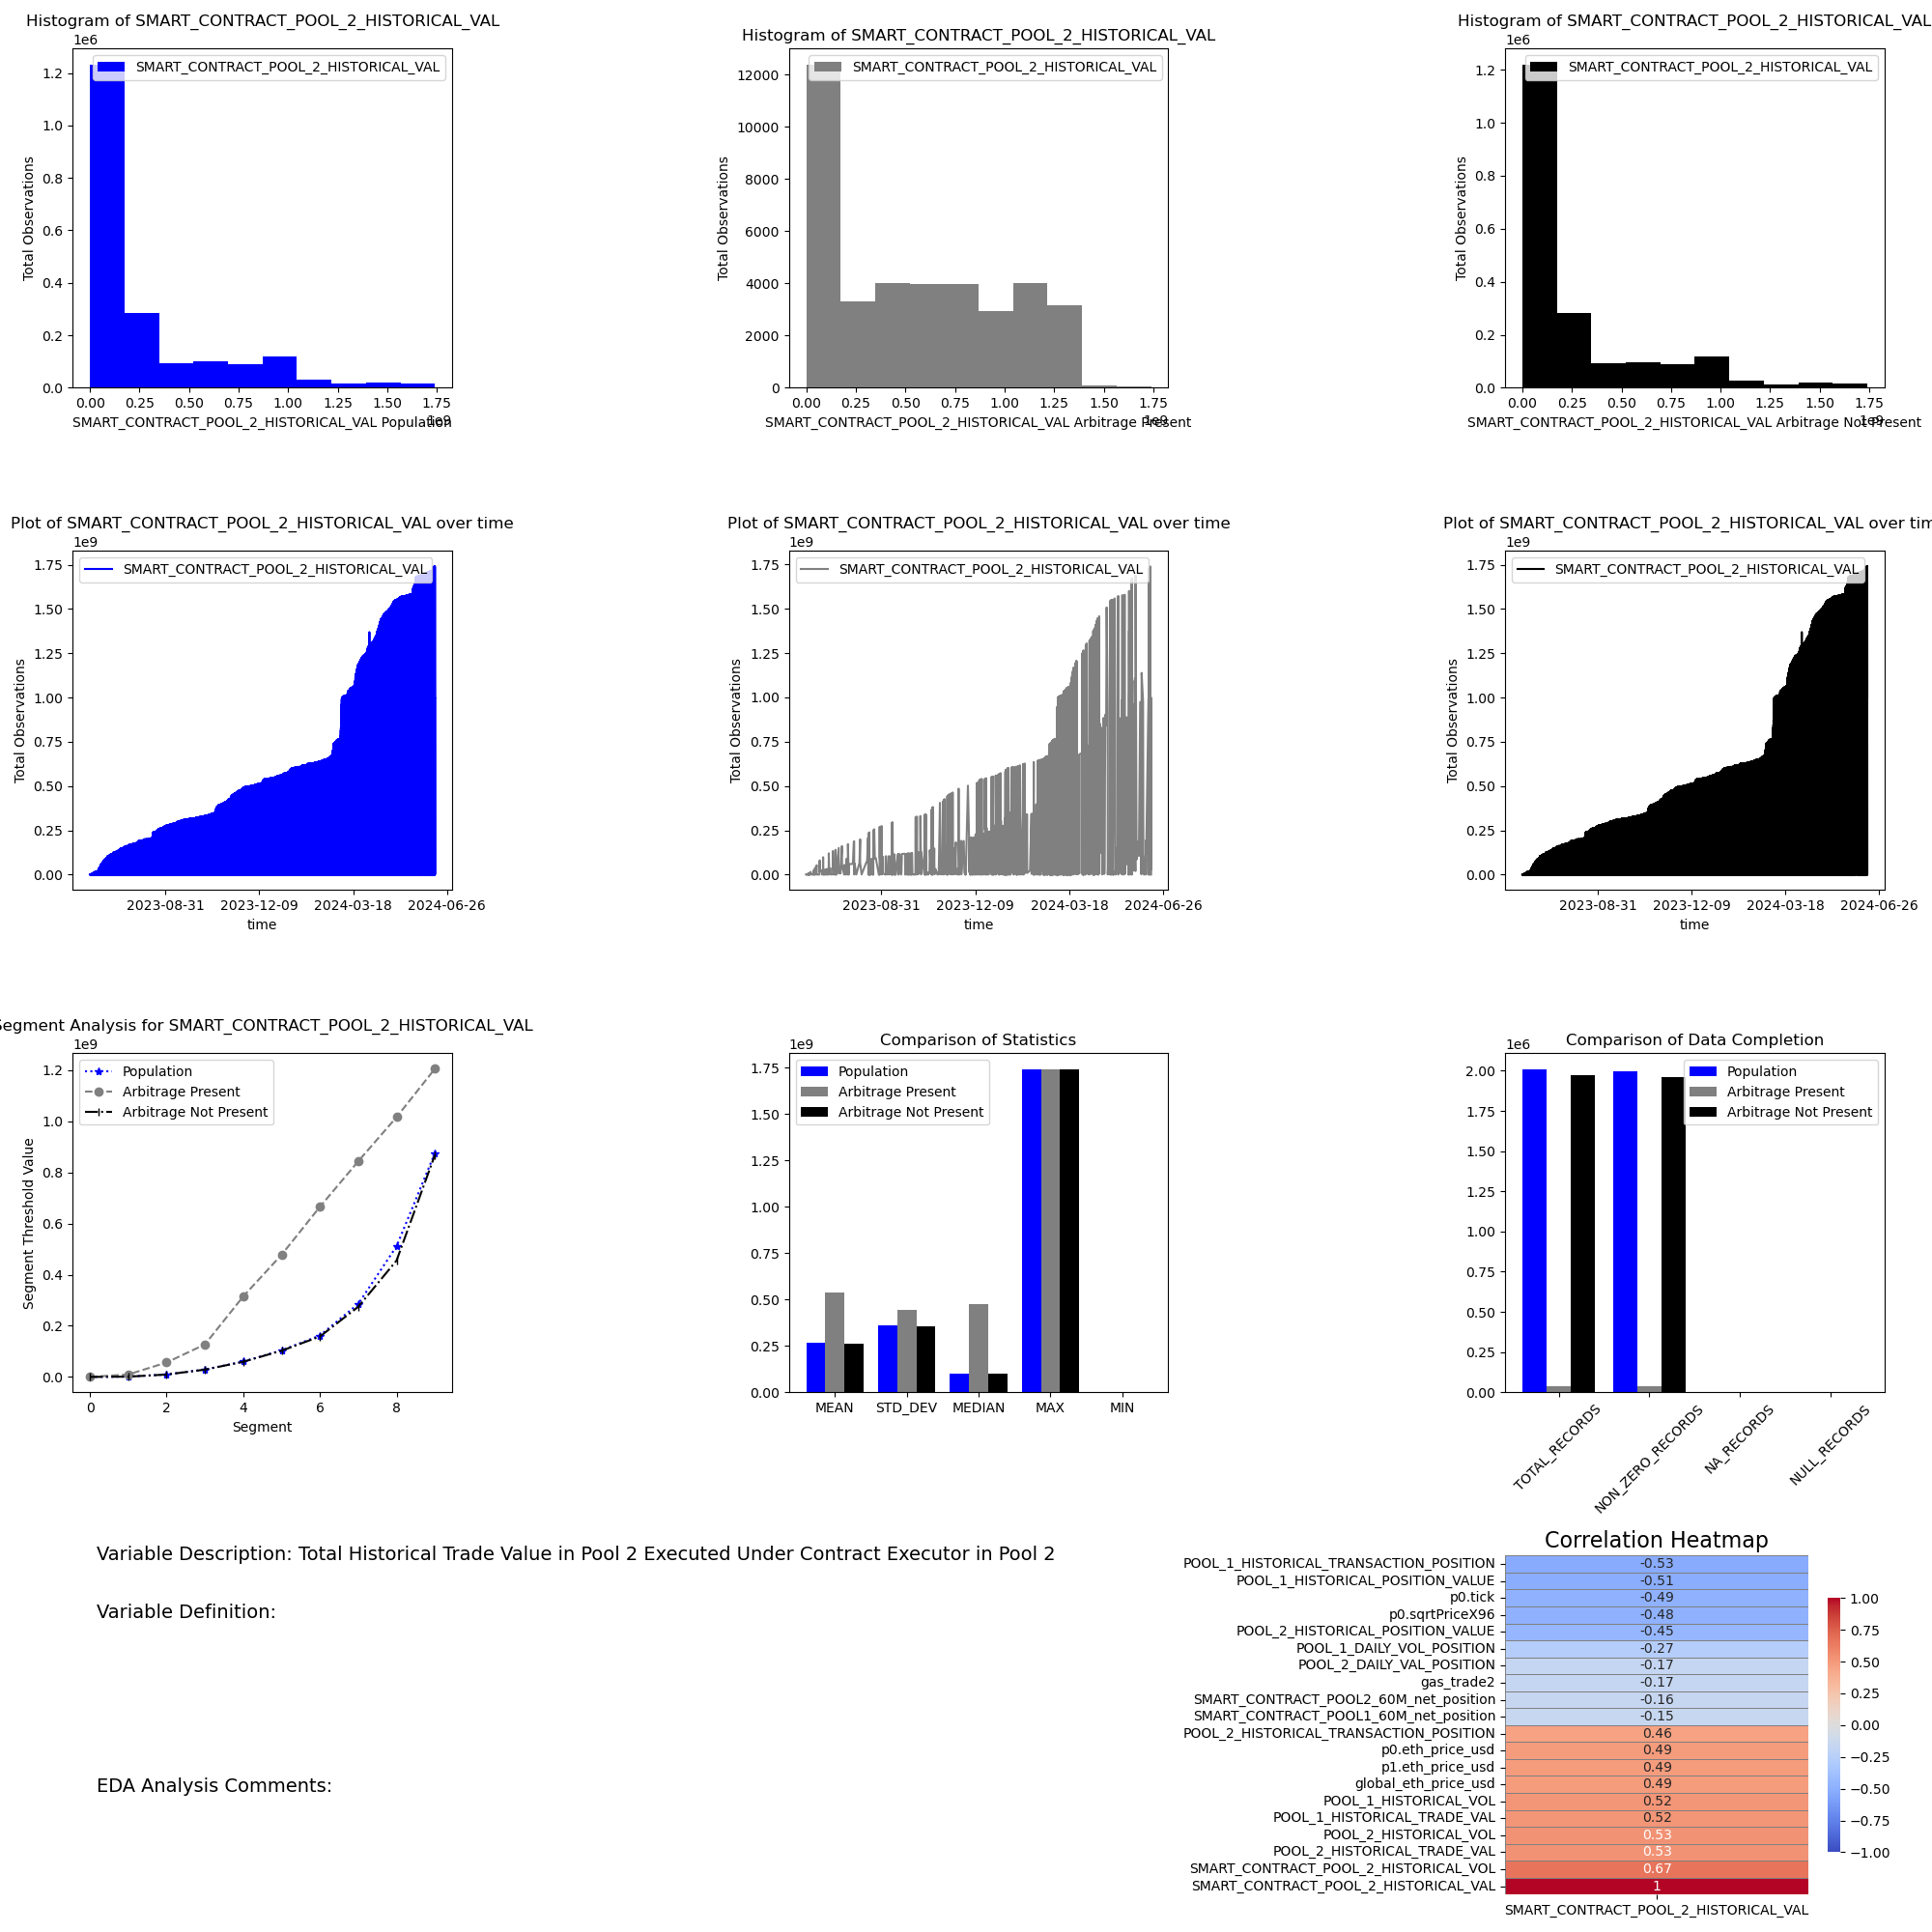 Histogram of SMART_CONTRACT_POOL_2_HISTORICAL_VAL
1e6
SMART_CONTRACT_POOL_2_HISTORICAL_VAL
Total Observations
1.2
1.0
0.8
0.6
0.4
0.2
0.0
0.00 0.25 0.50 0.75 1.00 1.25 1.50 1.75
1e9
SMART_CONTRACT_POOL_2_HISTORICAL_VAL Population
Histogram of SMART_CONTRACT_POOL_2_HISTORICAL_VAL
SMART_CONTRACT_POOL_2_HISTORICAL_VAL
Total Observations
12000
10000
8000
6000
4000
2000
0
0.00 0.25 0.50 0.75 1.00 1.25 1.50 1.75
1e9
SMART_CONTRACT_POOL_2_HISTORICAL_VAL Arbitrage Present
Histogram of SMART_CONTRACT_POOL_2_HISTORICAL_VAL
1e6
SMART_CONTRACT_POOL_2_HISTORICAL_VAL
Total Observations
1.2
1.0
0.8
0.6
0.4
0.2
0.0
0.00 0.25 0.50 0.75 1.00 1.25 1.50 1.75
1e9
SMART_CONTRACT_POOL_2_HISTORICAL_VAL Arbitrage Not Present
Plot of SMART_CONTRACT_POOL_2_HISTORICAL_VAL over time
1e9
SMART_CONTRACT_POOL_2_HISTORICAL_VAL
Total Observations
1.75
1.50
1.25
1.00
0.75
0.50
0.25
0.00
2023-08-31 2023-12-09 2024-03-18 2024-06-26
time
Plot of SMART_CONTRACT_POOL_2_HISTORICAL_VAL over time
1e9
SMART_CONTRACT_POOL_2_HISTORICAL_VAL
Total Observations
1.75
1.50
1.25
1.00
0.75
0.50
0.25
0.00
2023-08-31 2023-12-09 2024-03-18 2024-06-26
time
Plot of SMART_CONTRACT_POOL_2_HISTORICAL_VAL over
1e9
SMART_CONTRACT_POOL_2_HISTORICAL_VAL
Total Observations
1.75
1.50
1.25
1.00
0.75
0.50
0.25
0.00
2023-08-31 2023-12-09 2024-03-18 2024-06-26
time
Segment Analysis for SMART_CONTRACT_POOL_2_HISTORICAL_VAL
1e9
Population
Arbitrage Present
Arbitrage Not Present
Segment Threshold Value
1.2
1.0
0.8
0.6
0.4
0.2
0.0
0 2 4 6 8
Segment
Comparison of Statistics
1e9
Population
Arbitrage Present
Arbitrage Not Present
1.75
1.50
1.25
1.00
0.75
0.50
0.25
0.00
MEAN STD_DEV MEDIAN MAX MIN
Comparison of Data Completion
1e6
Population
Arbitrage Present
Arbitrage Not Present
2.00
1.75
1.50
1.25
1.00
0.75
0.50
0.25
0.00
TOTAL_RECORDS NON_ZERO_RECORDS NA_RECORDS NULL_RECORDS
Variable Description: Total Historical Trade Value in Pool 2 Executed Under Contract Executor in Pool 2
Variable Definition:
EDA Analysis Comments:
Correlation Heatmap
POOL_1_HISTORICAL_TRANSACTION_POSITION -0.53
POOL_1_HISTORICAL_POSITION_VALUE -0.51
p0.tick -0.49
p0.sqrtPriceX96 -0.48
POOL_2_HISTORICAL_POSITION_VALUE -0.45
POOL_1_DAILY_VOL_POSITION -0.27
POOL_2_DAILY_VAL_POSITION -0.17
gas_trade2 -0.17
SMART_CONTRACT_POOL2_60M_net_position -0.16
SMART_CONTRACT_POOL1_60M_net_position -0.15
POOL_2_HISTORICAL_TRANSACTION_POSITION 0.46
p0.eth_price_usd 0.49
p1.eth_price_usd 0.49
global_eth_price_usd 0.49
POOL_1_HISTORICAL_VOL 0.52
POOL_1_HISTORICAL_TRADE_VAL 0.52
POOL_2_HISTORICAL_VOL 0.53
POOL_2_HISTORICAL_TRADE_VAL 0.53
SMART_CONTRACT_POOL_2_HISTORICAL_VOL 0.67
SMART_CONTRACT_POOL_2_HISTORICAL_VAL 1
SMART_CONTRACT_POOL_2_HISTORICAL_VAL
1.00
0.75
0.50
0.25
0.00
−0.25
−0.50
−0.75
−1.00